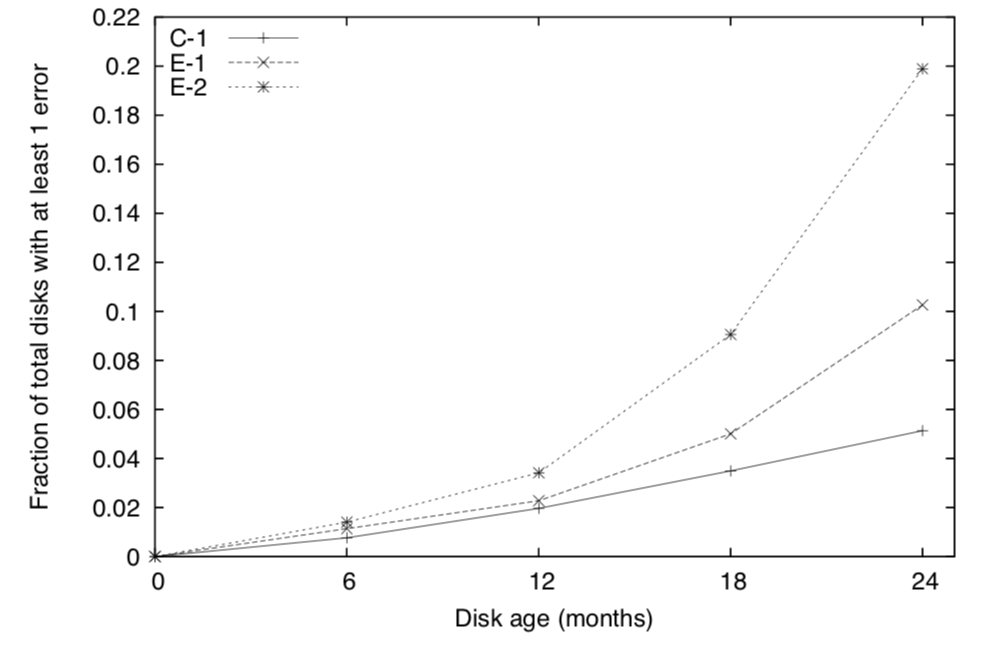 Fraction of total disks with at least 1 error
0.22
0.2
0.18
0.16
0.14
0.12
0.1
0.08
0.06
0.04
0.02
0
C-1
E-1
E-2
0 6 12 18 24
Disk age (months)